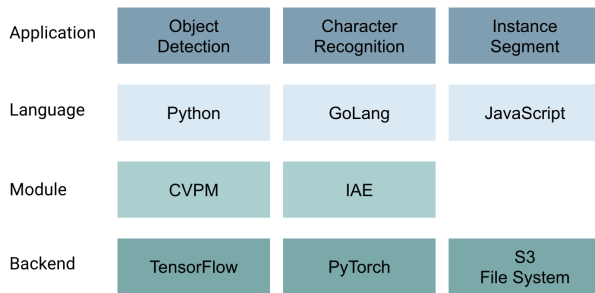 Application
Object
Detection
Character
Recognition
Instance
Segment
Language
Python
GoLang
JavaScript
Module
CVPM
IAE
Backend
TensorFlow
PyTorch
S3
File System